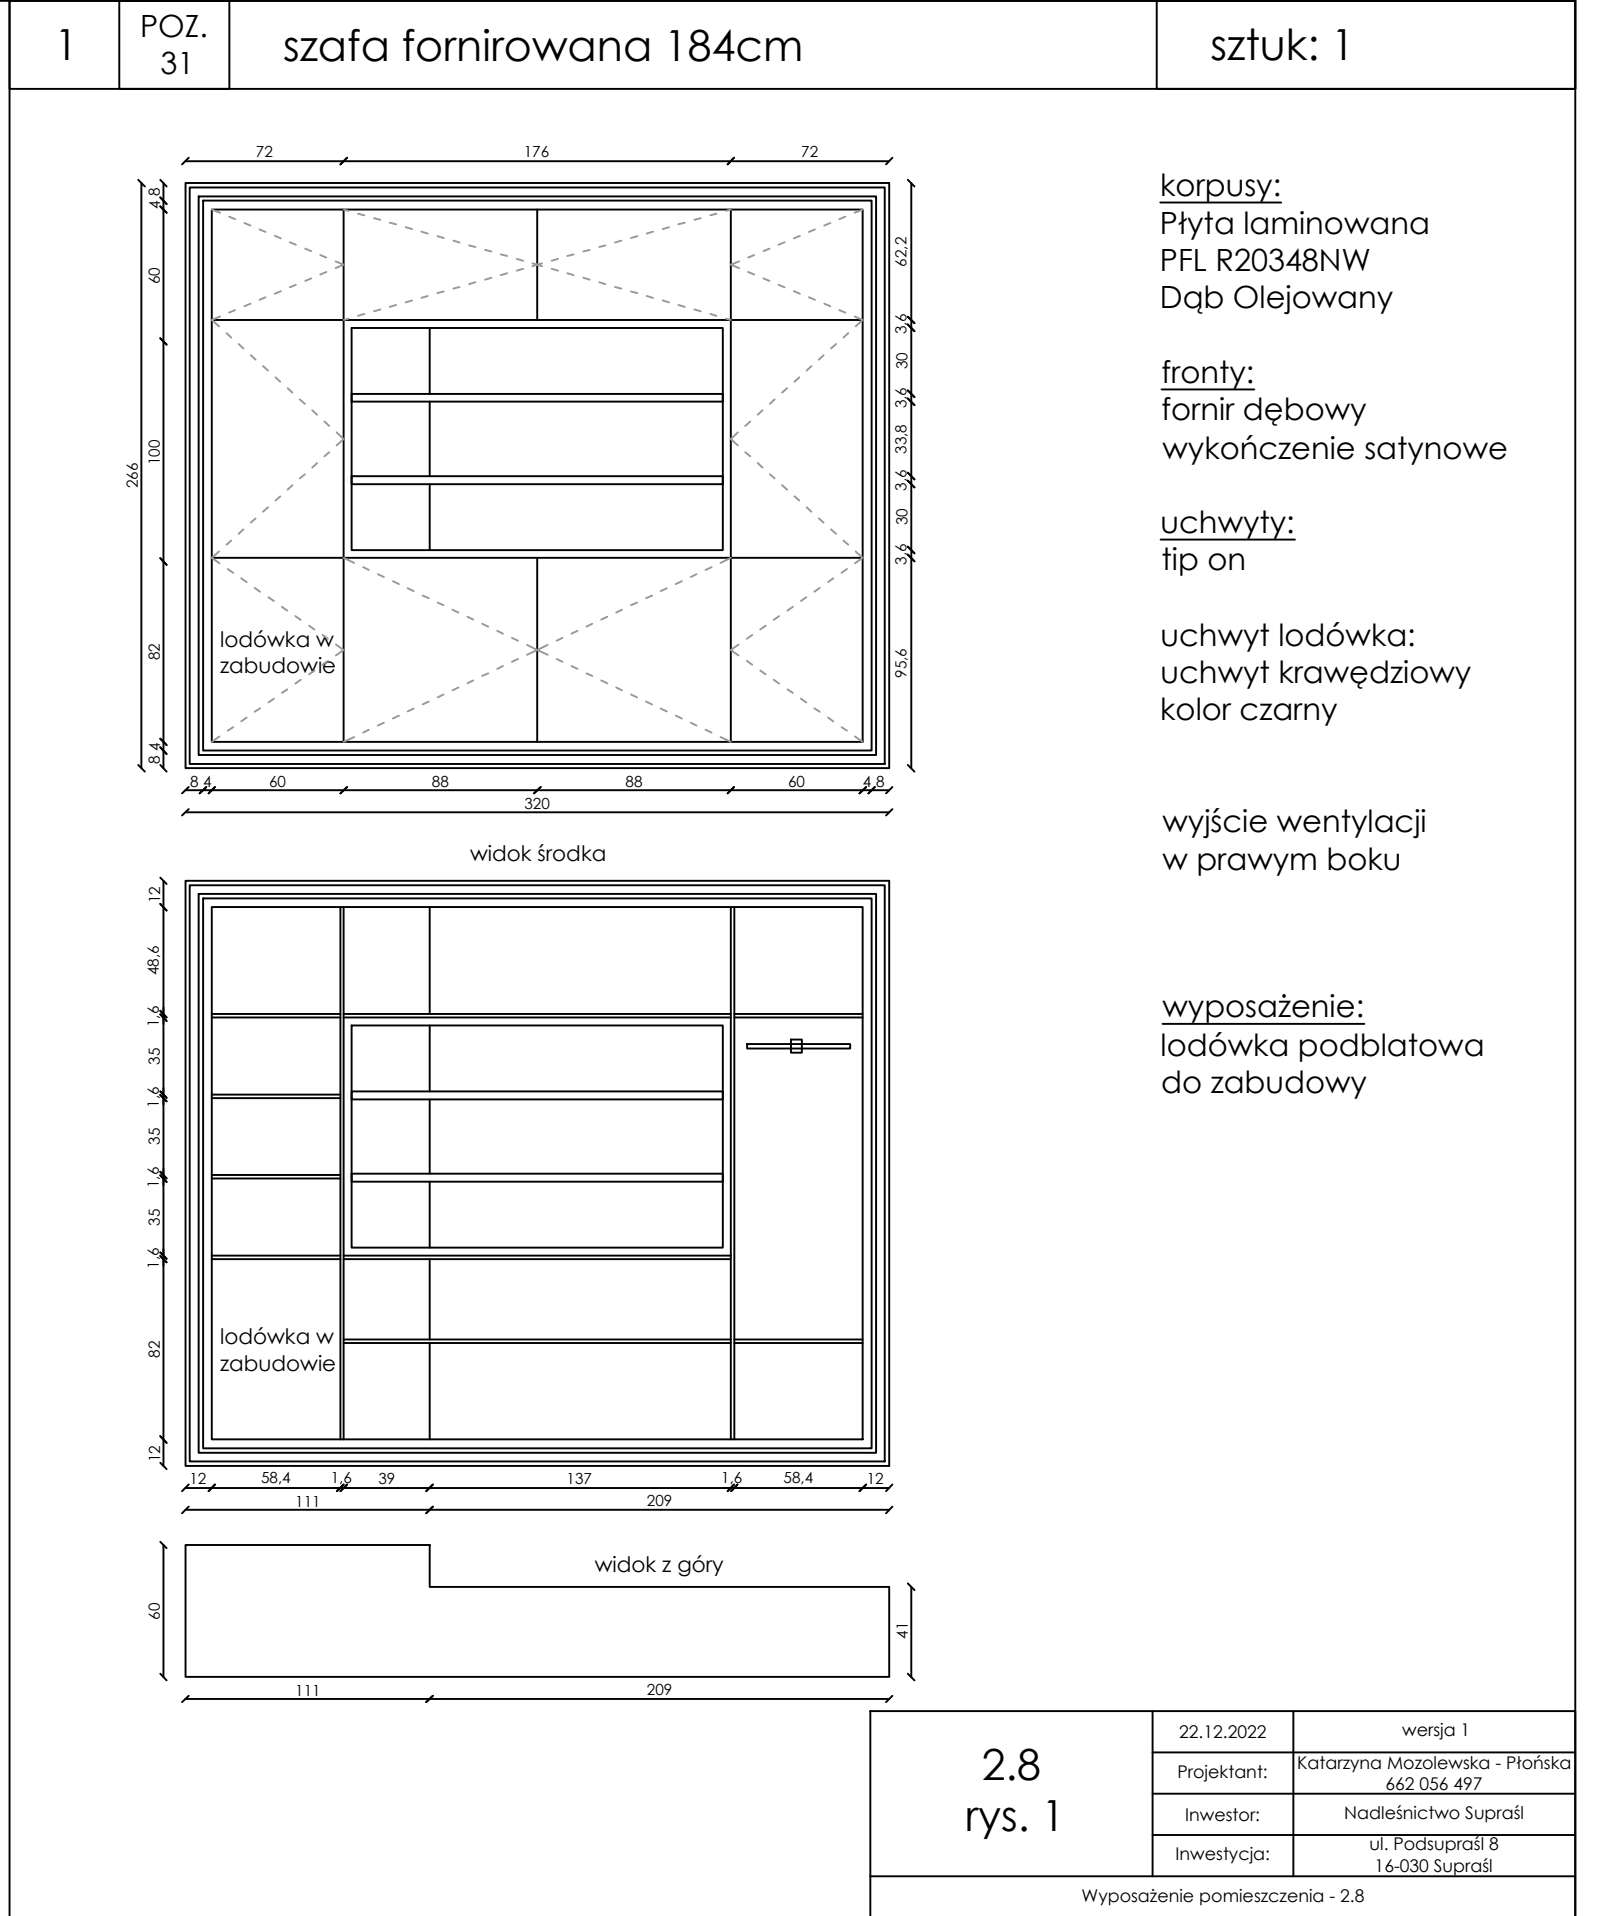 1
POZ.
31
szafa fornirowana 184cm
sztuk: 1
72
176
72
4,8
60
100
82
8,4
266
62,2
3,6
30
3,6
33,8
3,6
30
3,6
95,6
lodówka w
zabudowie
8,4
60
88
88
60
4,8
320
korpusy:
Płyta laminowana
PFL R20348NW
Dąb Olejowany
fronty:
fornir dębowy
wykończenie satynowe
uchwyty:
tip on
uchwyt lodówka:
uchwyt krawędziowy
kolor czarny
wyjście wentylacji
w prawym boku
wyposażenie:
lodówka podblatowa
do zabudowy
widok środka
12
48,6
1,6
35
1,6
35
1,6
35
1,6
82
12
lodówka w
zabudowie
12
58,4
1,6
39
137
1,6
58,4
12
111
209
widok z góry
60
41
111
209
2.8
rys. 1
22.12.2022
wersja 1
Projektant:
Katarzyna Mozolewska - Płońska
662 056 497
Inwestor:
Nadleśnictwo Supraśl
Inwestycja:
ul. Podsupraśl 8
16-030 Supraśl
Wyposażenie pomieszczenia - 2.8